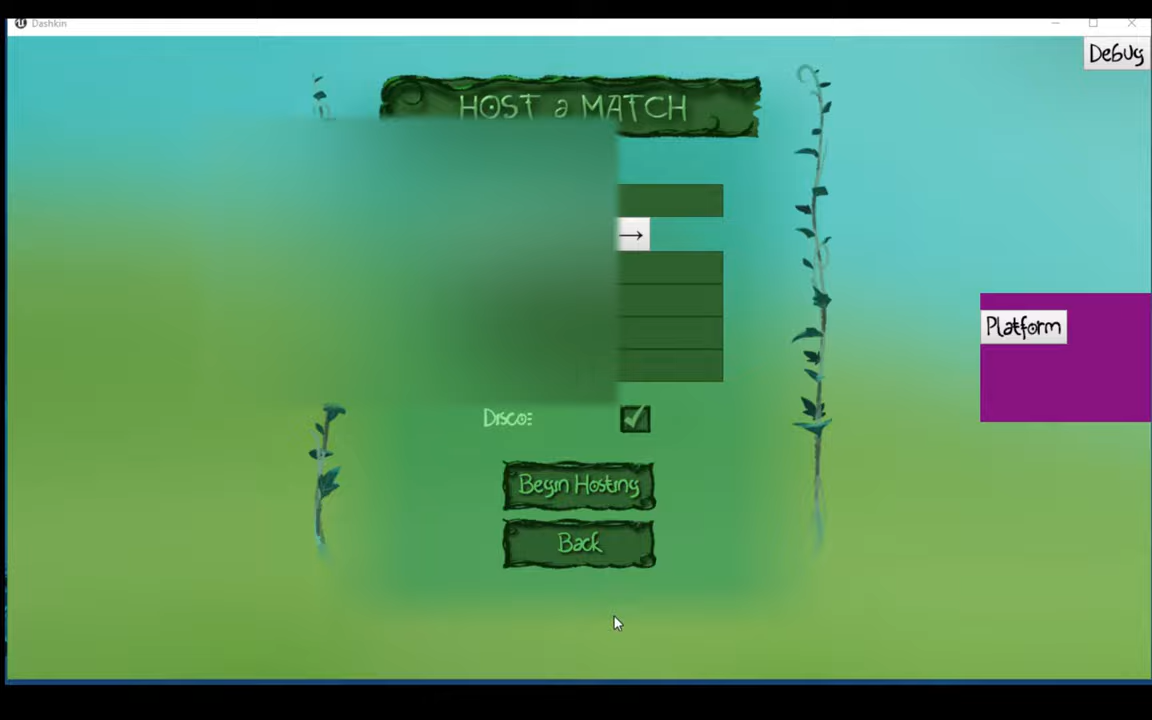 Dashkin
Debug
HOST a MATCH
→
Platform
Disco:
Begin Hosting
Back